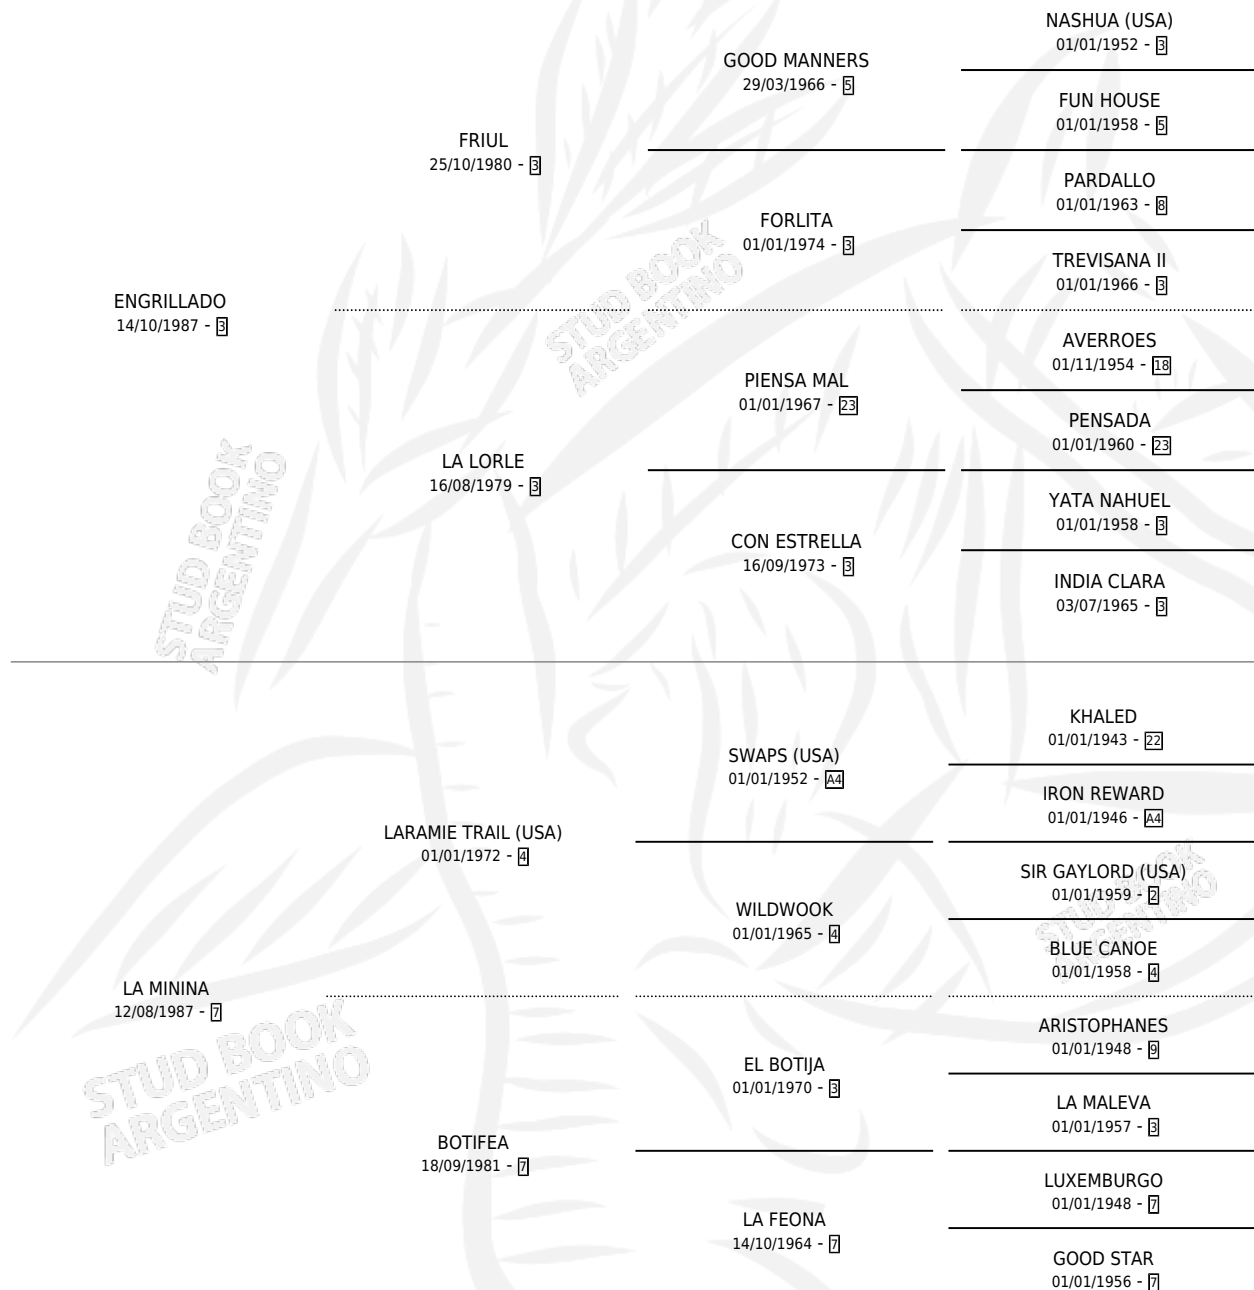 NASHUA (USA)
01/01/1952 - 3
GOOD MANNERS
29/03/1966 - 5
FUN HOUSE
01/01/1958 - 5
FRIUL
25/10/1980 - 3
PARDALLO
01/01/1963 - 8
FORLITA
01/01/1974 - 3
TREVISANA II
01/01/1966 - 3
ENGRILLADO
14/10/1987 - 3
STUD BOOK
ARGENTINO
AVERROES
01/11/1954 - 18
PIENSA MAL
01/01/1967 - 23
PENSADA
01/01/1960 - 23
LA LORLE
16/08/1979 - 3
YATA NAHUEL
01/01/1958 - 3
CON ESTRELLA
16/09/1973 - 3
INDIA CLARA
03/07/1965 - 3
STUD BOOK
ARGENTINO
KHALED
01/01/1943 - 22
SWAPS (USA)
01/01/1952 - A4
IRON REWARD
01/01/1946 - A4
LARAMIE TRAIL (USA)
01/01/1972 - 4
SIR GAYLORD (USA)
01/01/1959 - 2
STUD BOOK
ARGENTINO
WILDWOOK
01/01/1965 - 4
BLUE CANOE
01/01/1958 - 4
LA MININA
12/08/1987 - 7
STUD BOOK
ARGENTINO
ARISTOPHANES
01/01/1948 - 9
EL BOTIJA
01/01/1970 - 3
LA MALEVA
01/01/1957 - 3
BOTIFEA
18/09/1981 - 7
LUXEMBURGO
01/01/1948 - 7
LA FEONA
14/10/1964 - 7
GOOD STAR
01/01/1956 - 7